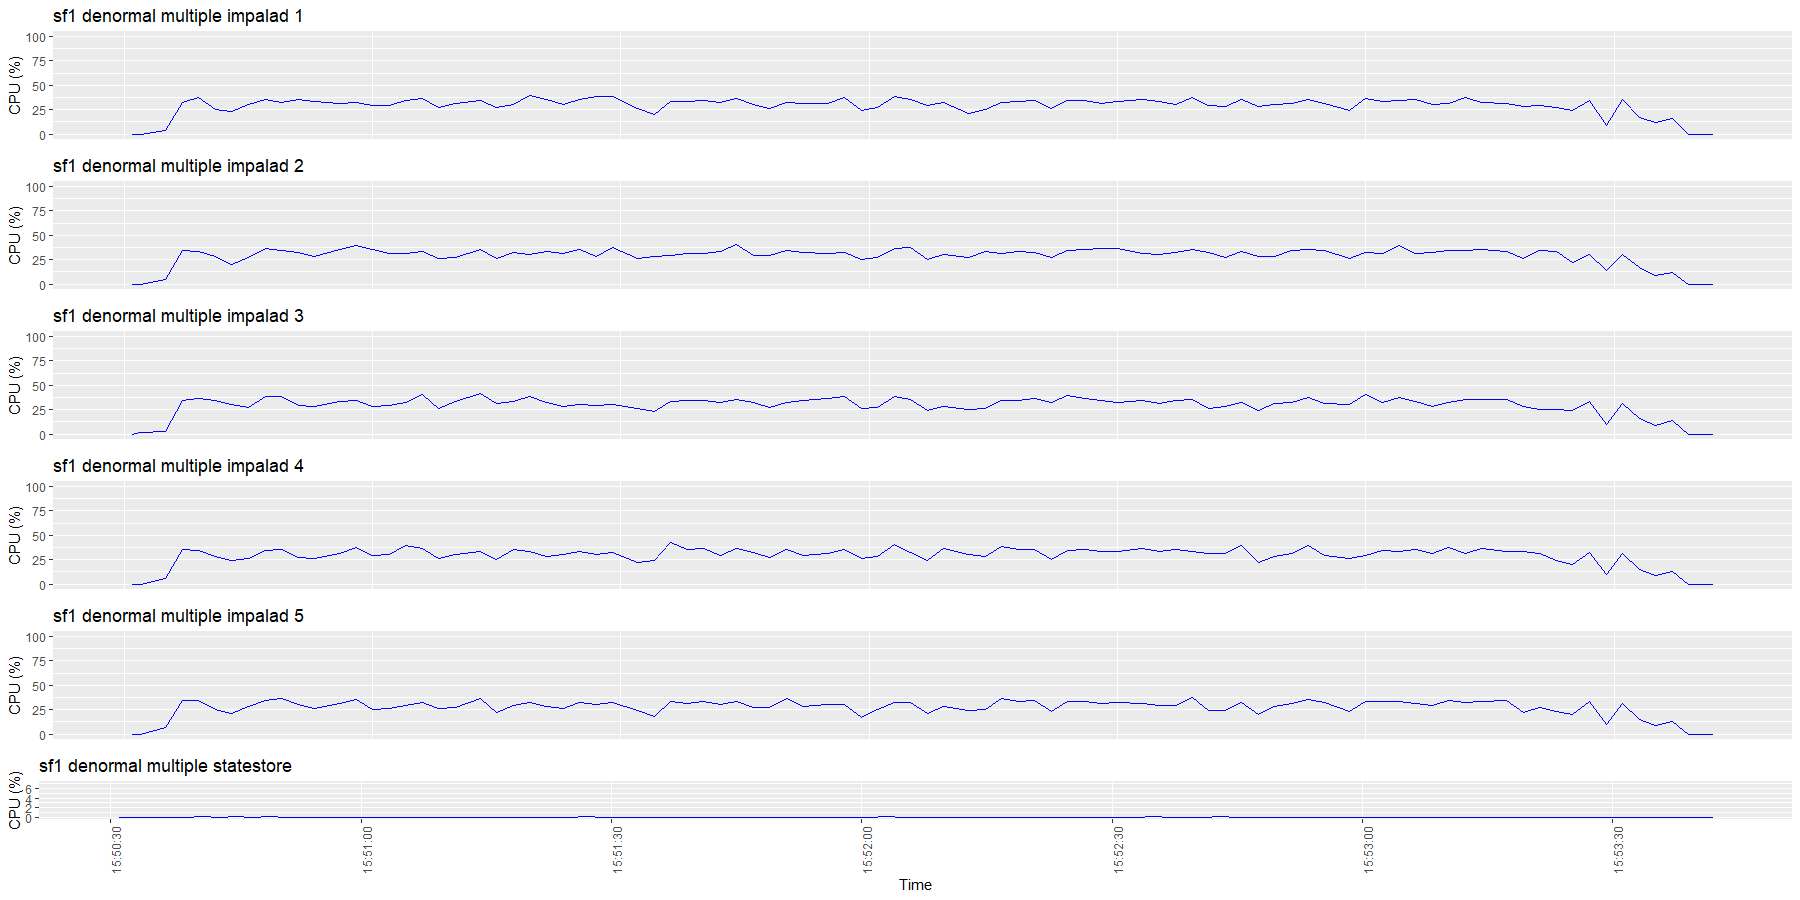 sf1 denormal multiple impalad 1
CPU (%)
100
75
50
25
0
sf1 denormal multiple impalad 2
CPU (%)
100
75
50
25
0
sf1 denormal multiple impalad 3
CPU (%)
100
75
50
25
0
sf1 denormal multiple impalad 4
CPU (%)
100
75
50
25
0
sf1 denormal multiple impalad 5
CPU (%)
100
75
50
25
0
sf1 denormal multiple statestore
CPU (%)
6
4
2
0
15:50:30
15:51:00
15:51:30
15:52:00
15:52:30
15:53:00
15:53:30
Time